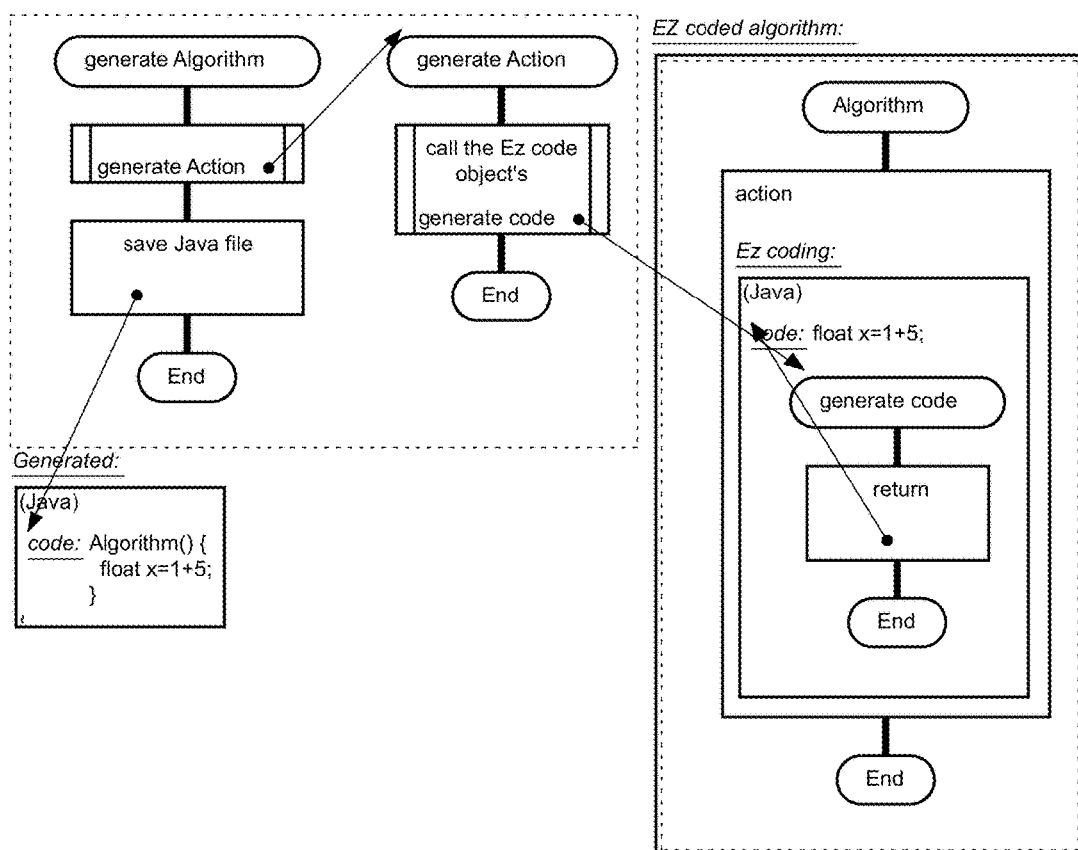 generate Algorithm
generate Action
save Java file
End
generate Action
call the Ez code
object's
generate code
End
Generated:
(Java)
code: Algorithm() {
float x=1+5;
}
EZ coded algorithm:
Algorithm
action
Ez coding:
(Java)
code: float x=1+5;
generate code
return
End
End